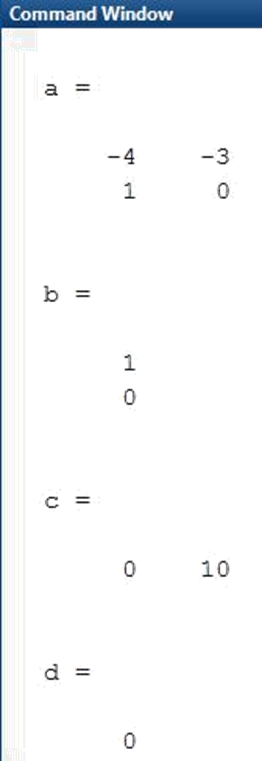 Command Window
a =
-4 -3
1 0
b =
1
0
c =
0 10
d =
0